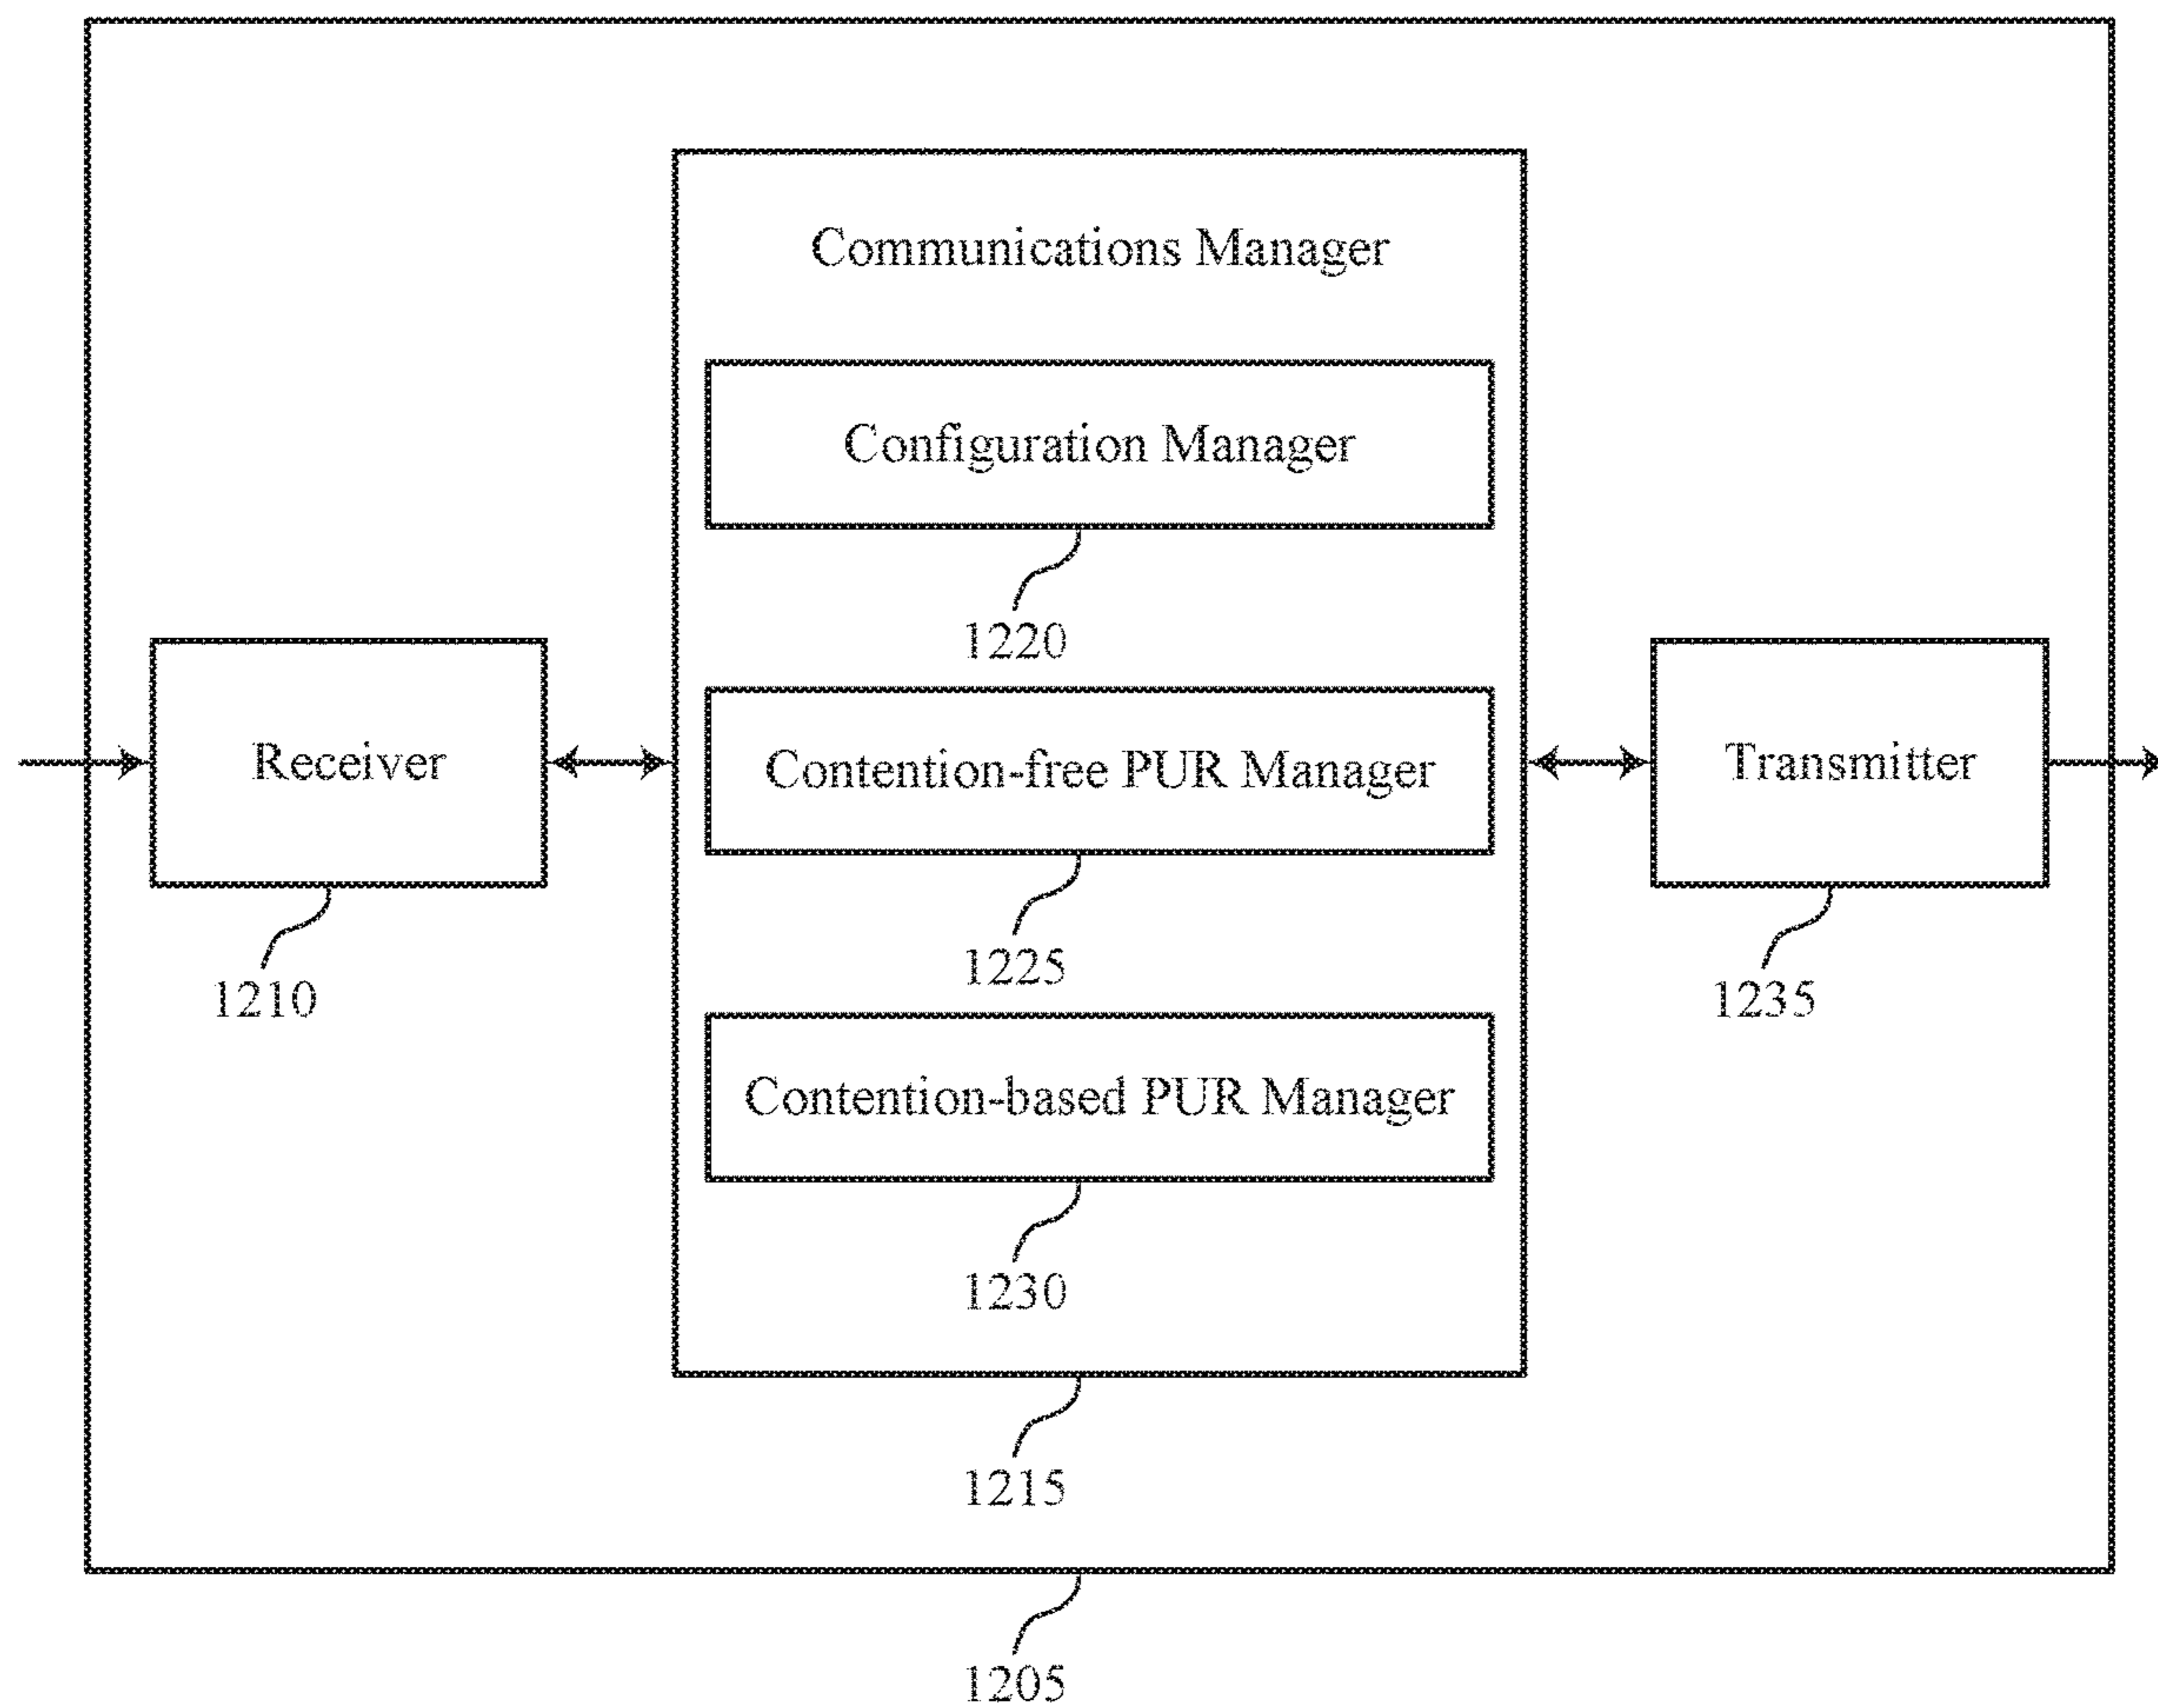 Communications Manager
Configuration Manager
1220
Receiver
1210
Contention-free PUR Manager
1225
Transmitter
1235
Contention-based PUR Manager
1230
1215
1205